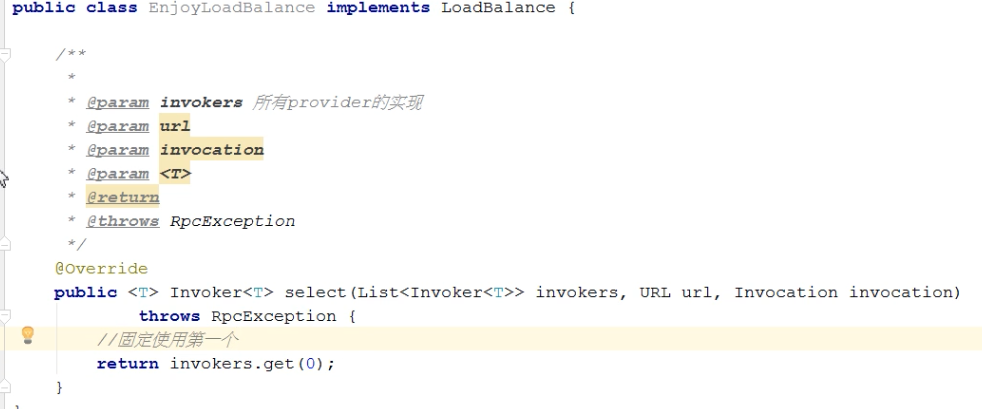 public class EnjoyLoadBalance implements LoadBalance {
/**
*
* @param invokers 所有provider的实现
* @param url
* @param invocation
* @param <T>
* @return
* @throws RpcException
*/
@Override
public <T> Invoker<T> select(List<Invoker<T>> invokers, URL url, Invocation invocation)
throws RpcException {
//固定使用第一个
return invokers.get(0);
}
}